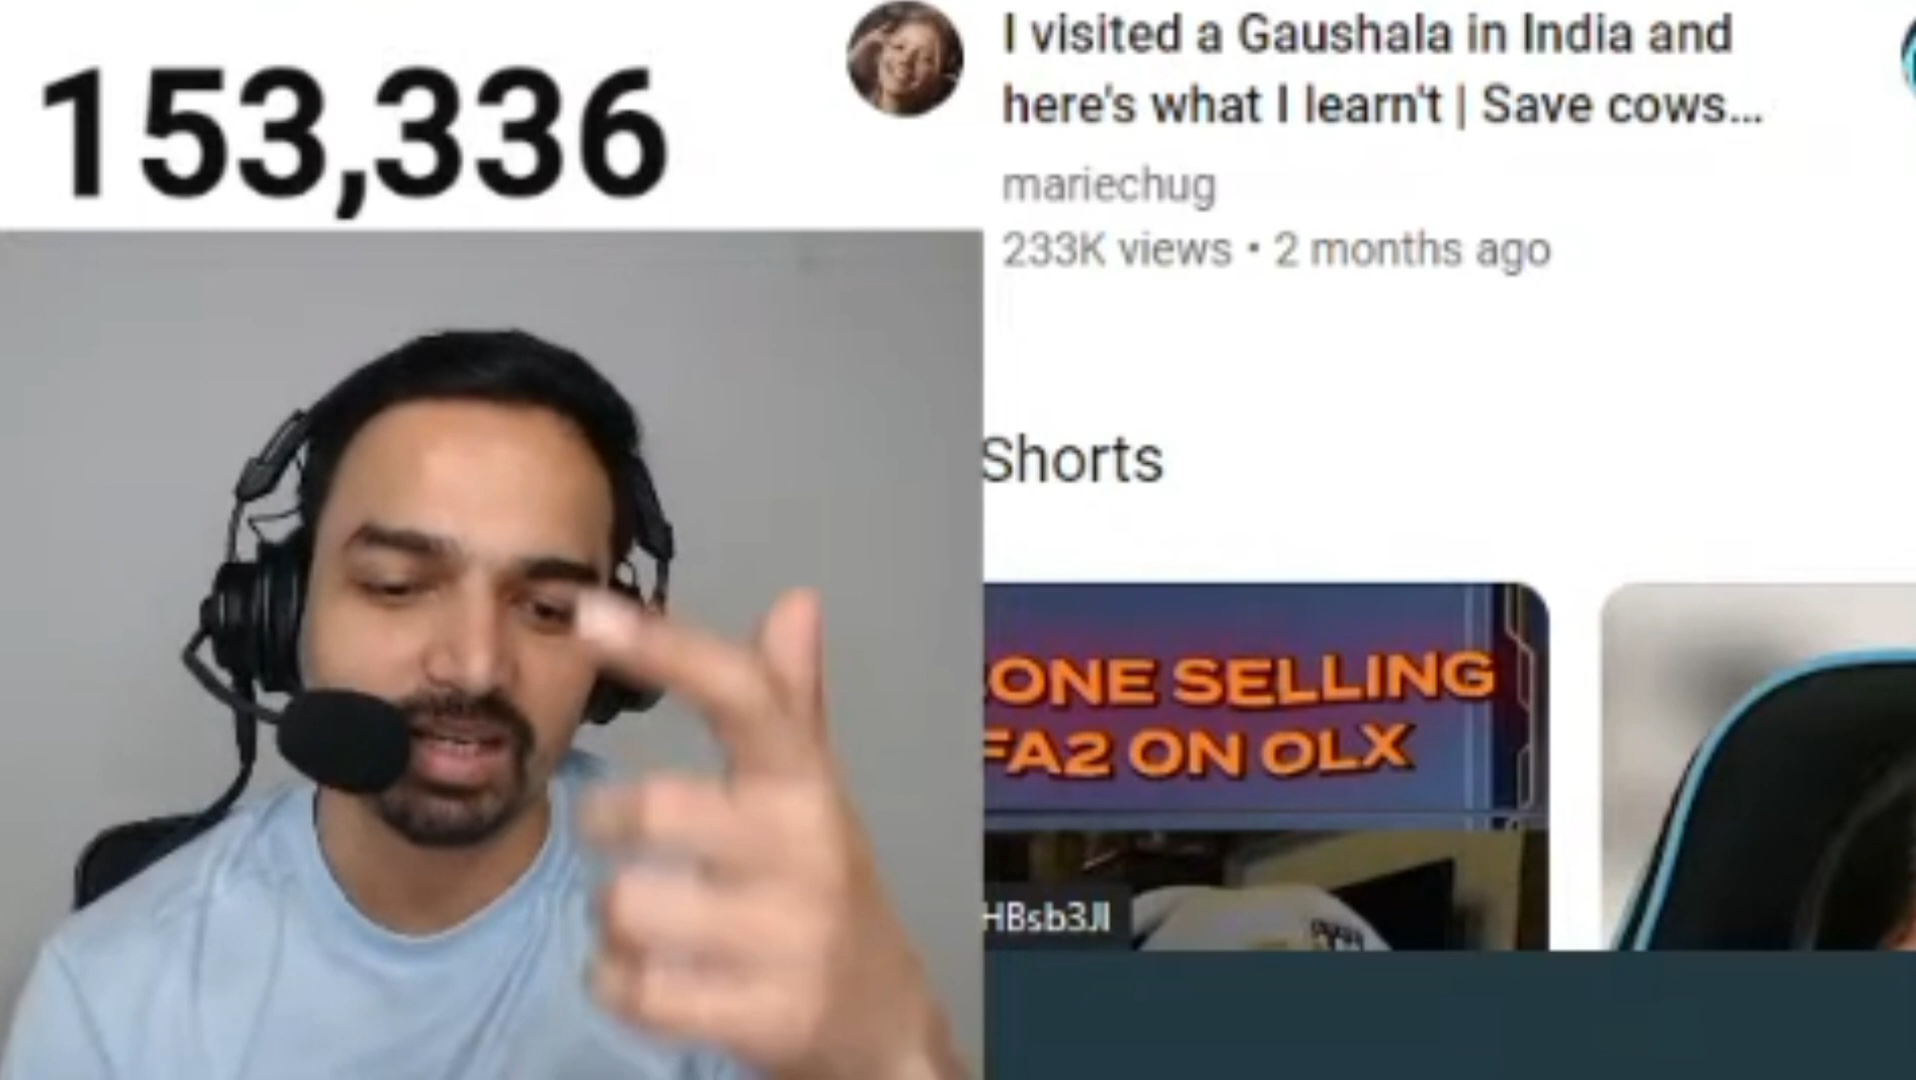 153,336
I visited a Gaushala in India and
here's what I learn't | Save cows...
mariechug
233K views • 2 months ago
Shorts
ONE SELLING
FA2 ON OLX
HBsb3Jl